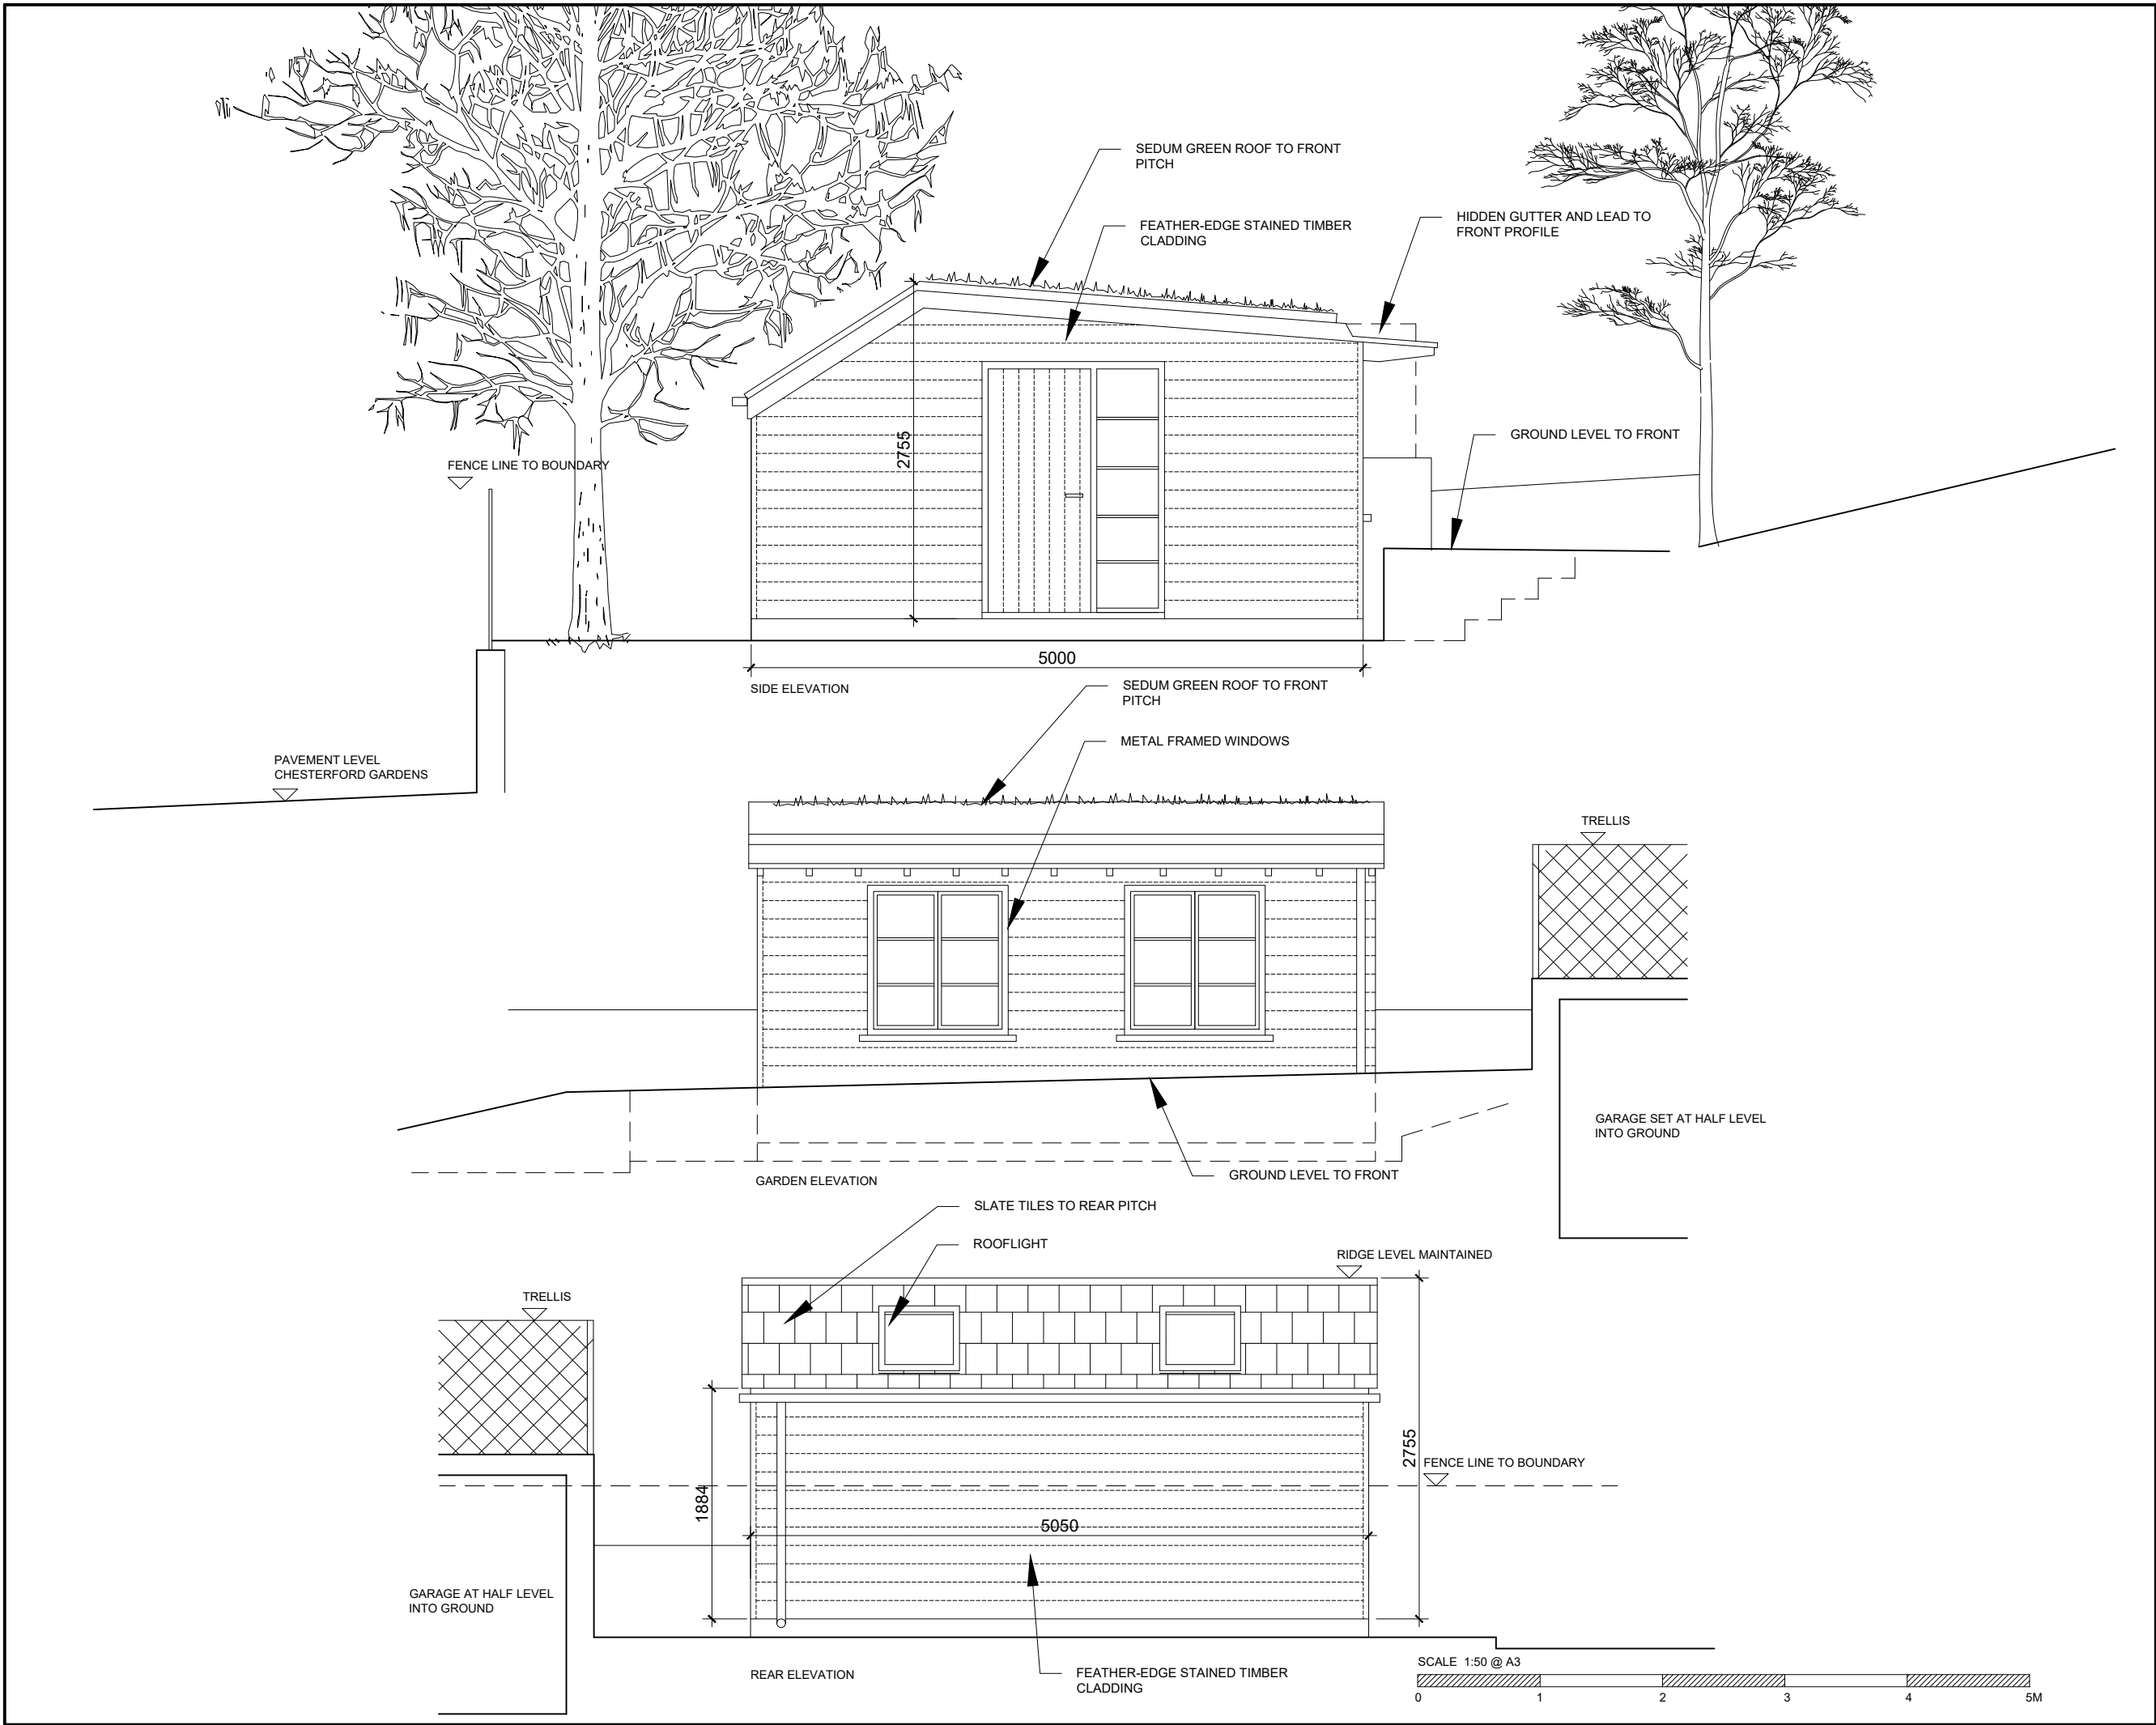 SEDUM GREEN ROOF TO FRONT
PITCH
FEATHER-EDGE STAINED TIMBER
CLADDING
HIDDEN GUTTER AND LEAD TO
FRONT PROFILE
GROUND LEVEL TO FRONT
FENCE LINE TO BOUNDARY
2755
5000
SIDE ELEVATION
SEDUM GREEN ROOF TO FRONT
PITCH
METAL FRAMED WINDOWS
PAVEMENT LEVEL
CHESTERFORD GARDENS
TRELLIS
GARAGE SET AT HALF LEVEL
INTO GROUND
GROUND LEVEL TO FRONT
GARDEN ELEVATION
SLATE TILES TO REAR PITCH
ROOFLIGHT
RIDGE LEVEL MAINTAINED
TRELLIS
2755
FENCE LINE TO BOUNDARY
1884
5050
GARAGE AT HALF LEVEL
INTO GROUND
REAR ELEVATION
FEATHER-EDGE STAINED TIMBER
CLADDING
SCALE 1:50 @ A3
0 1 2 3 4 5M